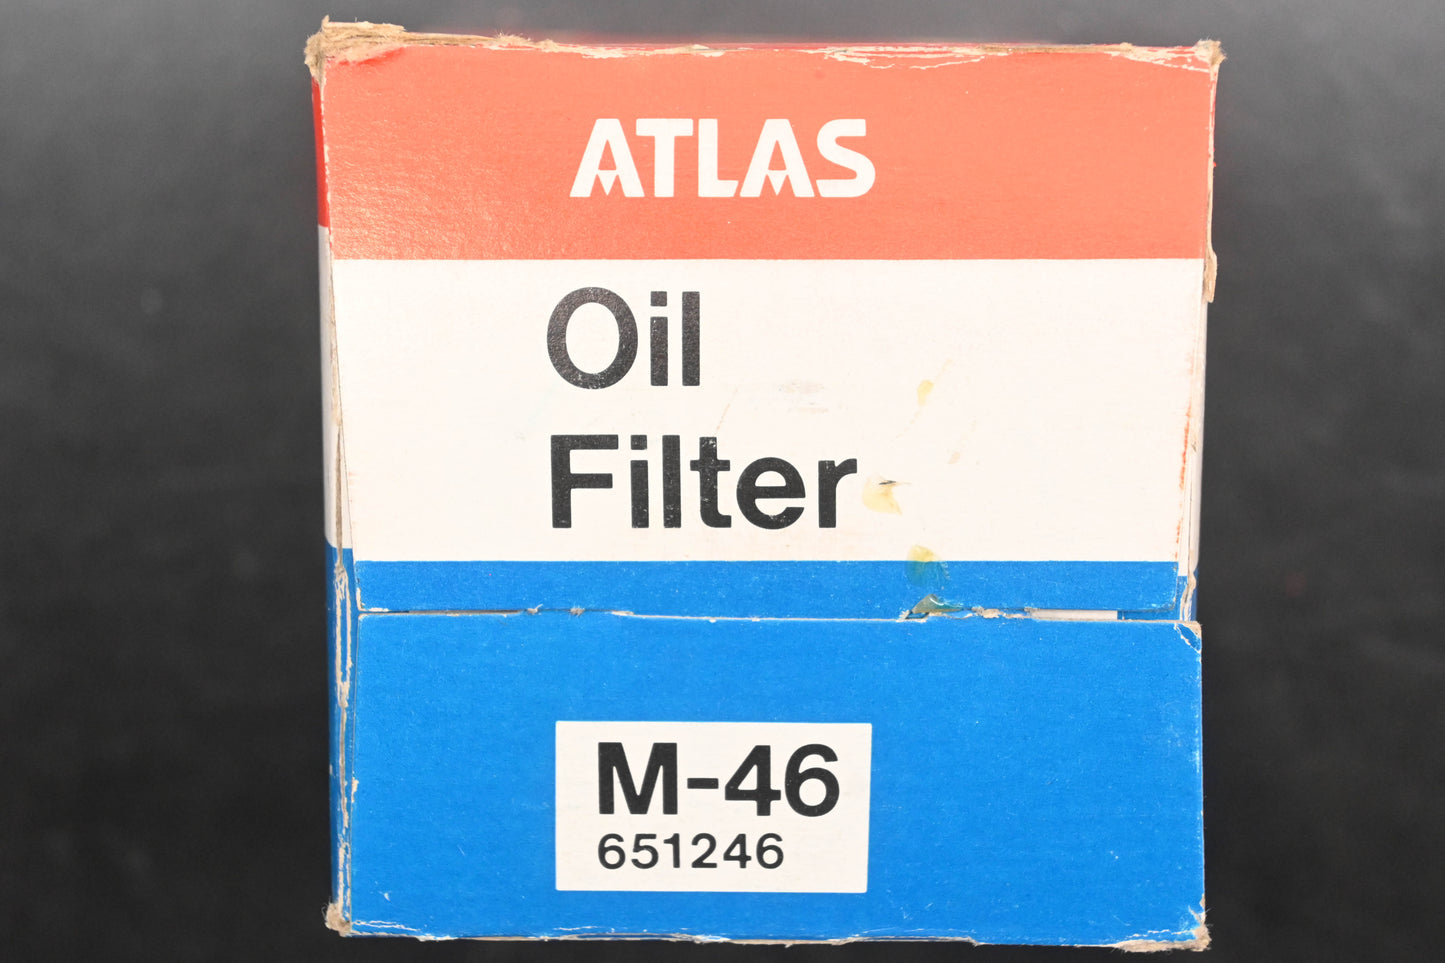 ATLAS
Oil
Filter
M-46
651246